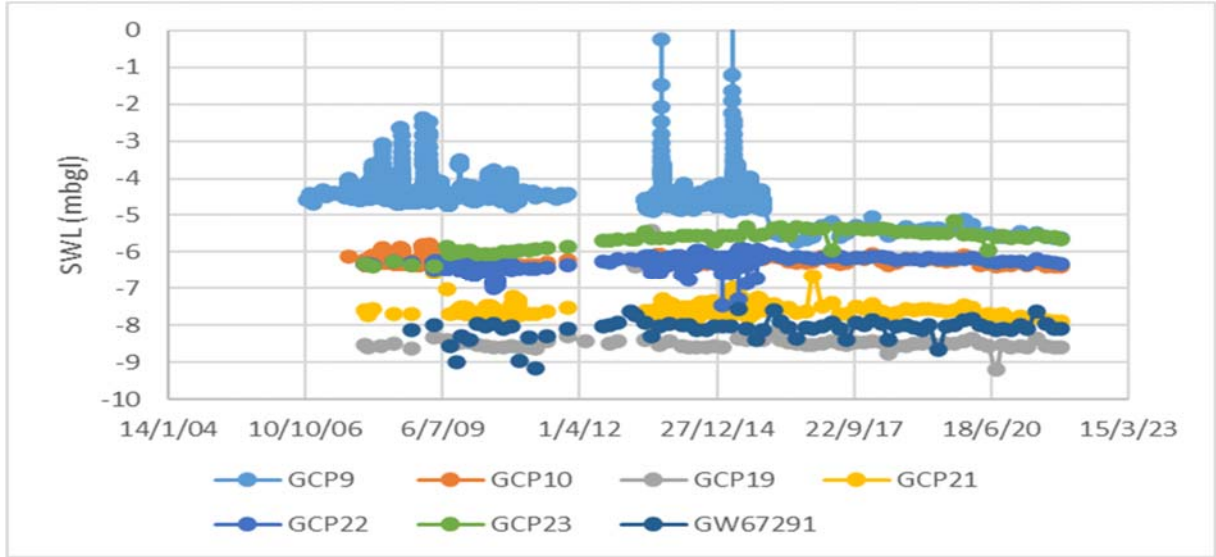 0
-1
-2
-3
-4
-5
-6
-7
-8
-9
-10
SWL (mbgl)
14/1/04 10/10/06 6/7/09 1/4/12 27/12/14 22/9/17 18/6/20 15/3/23
GCP9 GCP10 GCP19 GCP21
GCP22 GCP23 GW67291